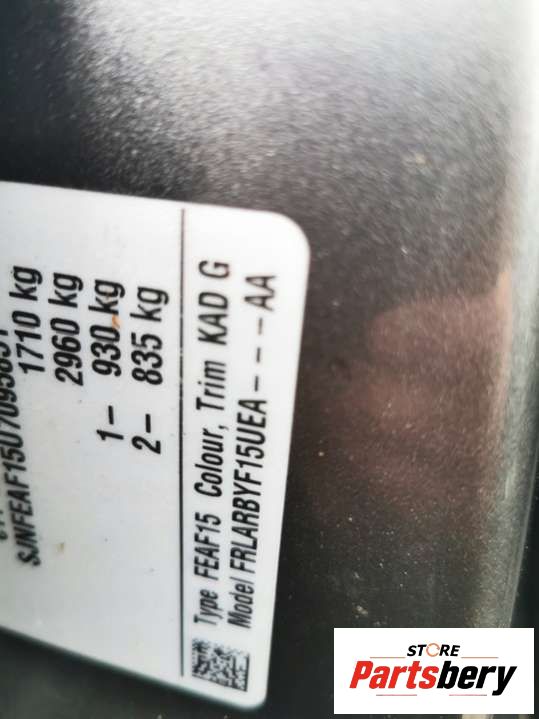 1710 kg
2960 kg
1– 930 kg
2– 835 kg
Type FEAF15 Colour, Trim KAD G
Model FRLARBYF15UEA– – – AA
STORE
Partsbery